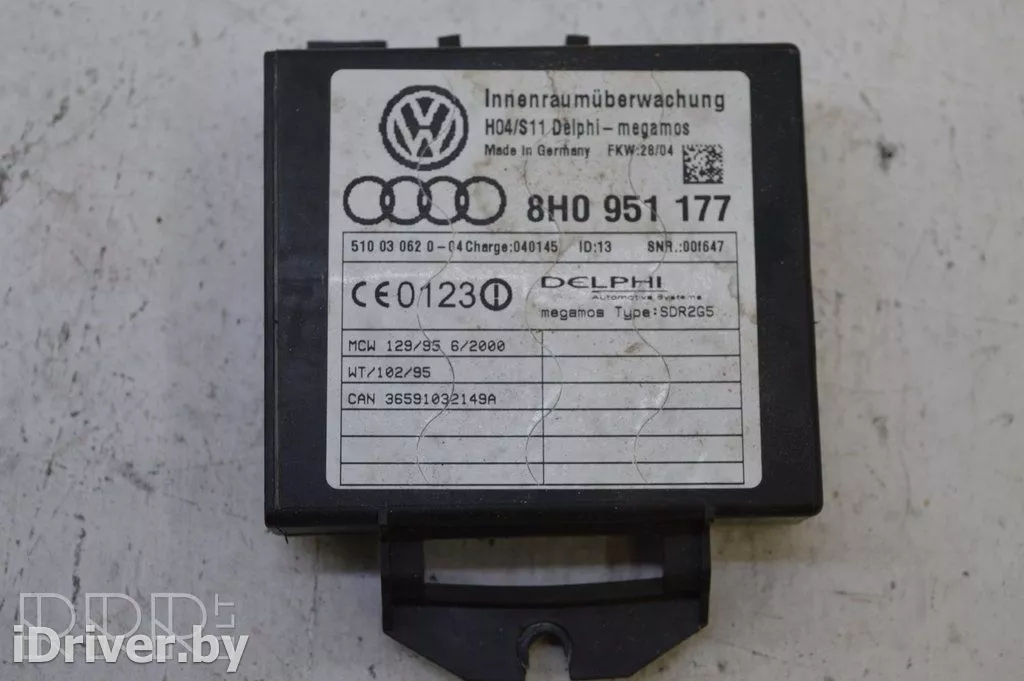 Innenraumüberwachung
H04/S11 Delphi-megamos
Made in Germany FKW:28/04
8H0 951 177
510 03 062 0-04 Charge:040145 ID:13 SNR.:001647
CE0123
DELPHI
Automotive Systems
megamos Type:SDR2G5
MCW 129/95 6/2000
WT/102/95
CAN 36591032149A
iDriver.by